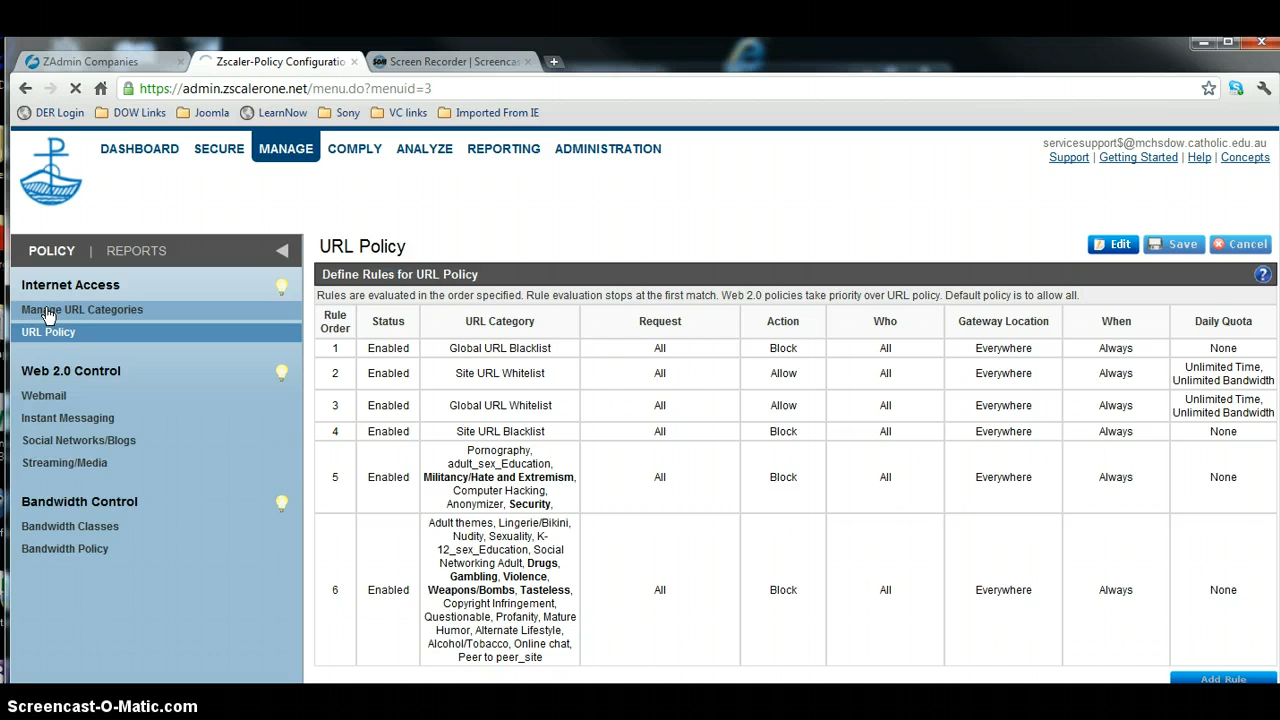 ZAdmin Companies
Zscaler-Policy Configuratio
Screen Recorder | Screencas
https://admin.zscalerone.net/menu.do?menuid=3
DER Login
DOW Links
Joomla
LearnNow
Sony
VC links
Imported From IE
DASHBOARD
SECURE
MANAGE
COMPLY
ANALYZE
REPORTING
ADMINISTRATION
servicesupport$@mchsdow.catholic.edu.au
Support | Getting Started | Help | Concepts
POLICY | REPORTS
Internet Access
Manage URL Categories
URL Policy
Web 2.0 Control
Webmail
Instant Messaging
Social Networks/Blogs
Streaming/Media
Bandwidth Control
Bandwidth Classes
Bandwidth Policy
URL Policy
Edit
Save
Cancel
Define Rules for URL Policy
?
Rules are evaluated in the order specified. Rule evaluation stops at the first match. Web 2.0 policies take priority over URL policy. Default policy is to allow all.
Rule Order
Status
URL Category
Request
Action
Who
Gateway Location
When
Daily Quota
1 Enabled Global URL Blacklist All Block All Everywhere Always None
2 Enabled Site URL Whitelist All Allow All Everywhere Always Unlimited Time,
Unlimited Bandwidth
3 Enabled Global URL Whitelist All Allow All Everywhere Always Unlimited Time,
Unlimited Bandwidth
4 Enabled Site URL Blacklist All Block All Everywhere Always None
5 Enabled Pornography,
adult_sex_Education,
Militancy/Hate and Extremism,
Computer Hacking,
Anonymizer, Security,
All Block All Everywhere Always None
6 Enabled Adult themes, Lingerie/Bikini,
Nudity, Sexuality, K-
12_sex_Education, Social
Networking Adult, Drugs,
Gambling, Violence,
Weapons/Bombs, Tasteless,
Copyright Infringement,
Questionable, Profanity, Mature
Humor, Alternate Lifestyle,
Alcohol/Tobacco, Online chat,
Peer to peer_site
All Block All Everywhere Always None
Add Rule
Screencast-O-Matic.com